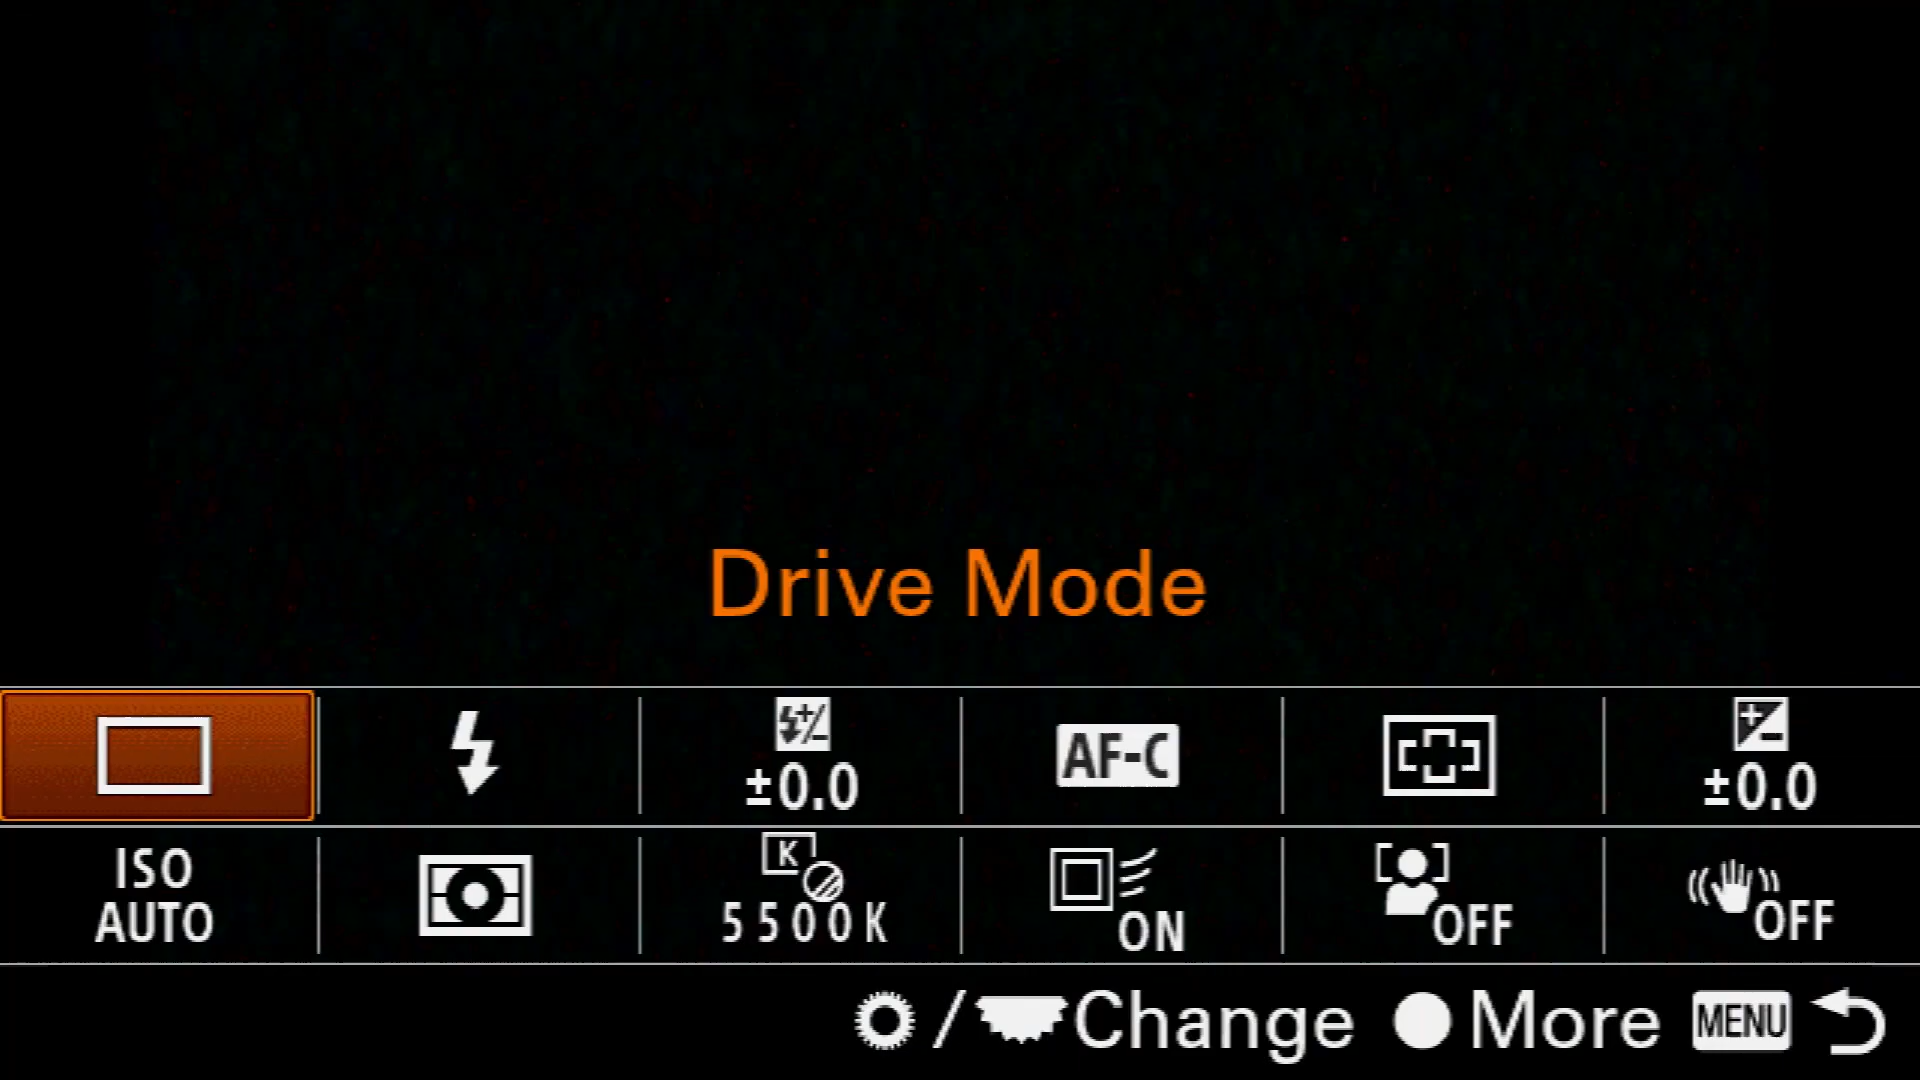 Drive Mode
±0.0
AF-C
±0.0
ISO
AUTO
K
5500K
ON
OFF
OFF
/ Change
More
MENU